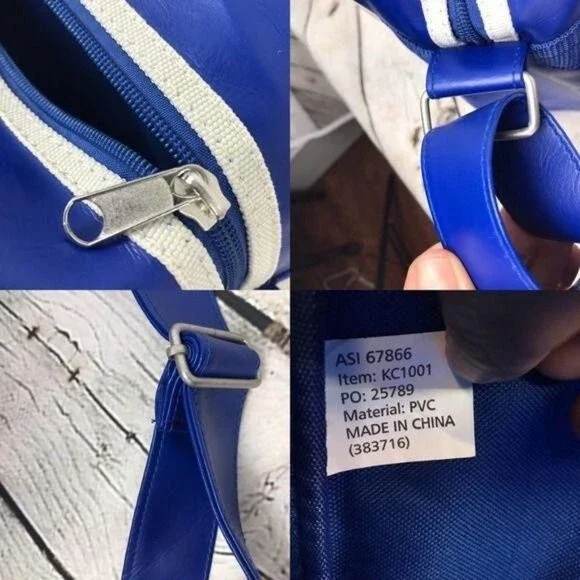 ASI 67866
Item: KC1001
PO: 25789
Material: PVC
MADE IN CHINA
(383716)